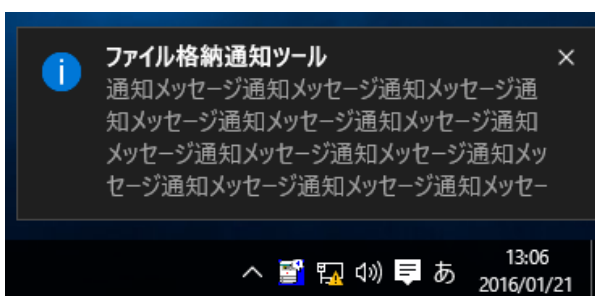 ファイル格納通知ツール
通知メッセージ通知メッセージ通知メッセージ通
知メッセージ通知メッセージ通知メッセージ通知
メッセージ通知メッセージ通知メッセージ通知メッ
セージ通知メッセージ通知メッセージ通知メッセー
あ
13:06
2016/01/21